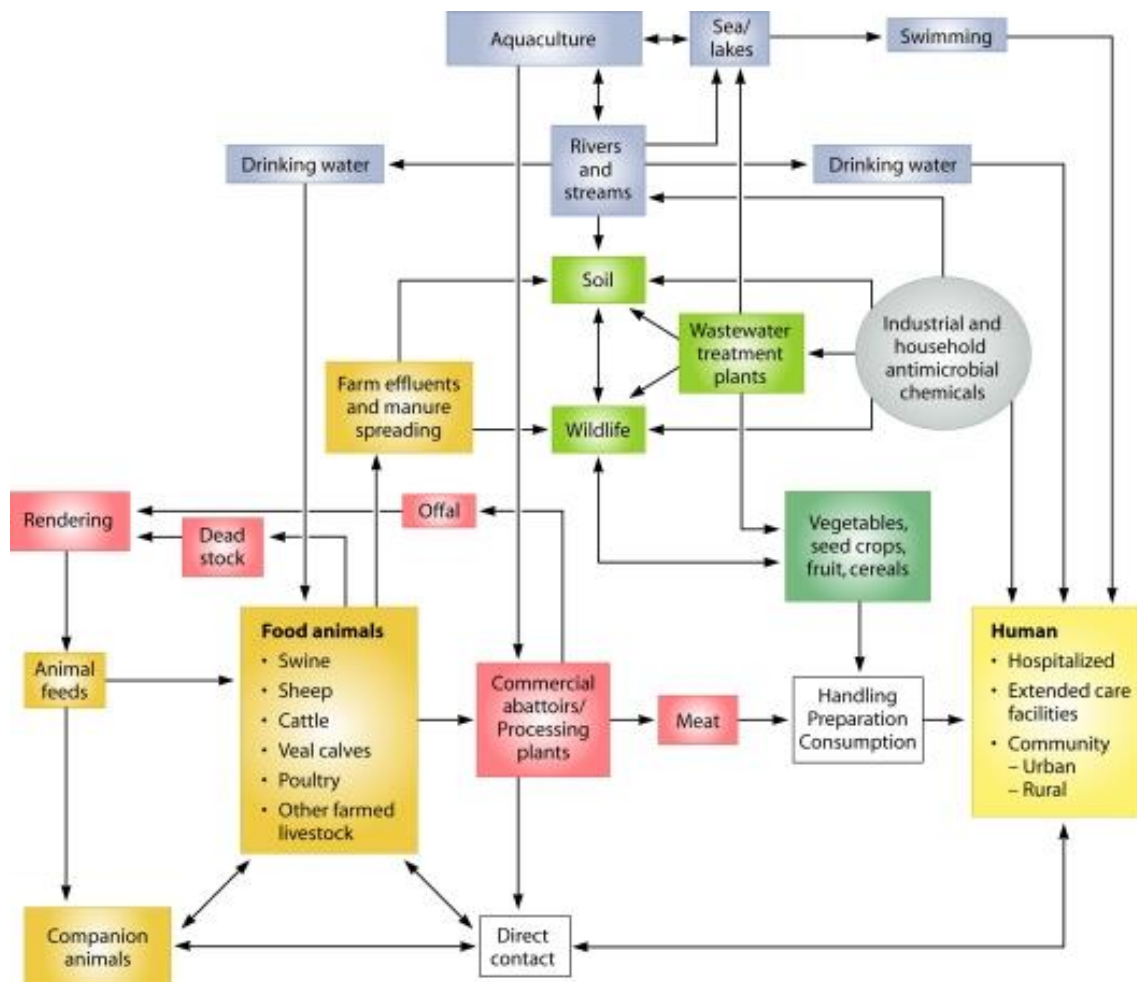 Aquaculture
Sea/
lakes
Swimming
Drinking water
Rivers
and
streams
Drinking water
Soil
Wastewater
treatment
plants
Industrial and
household
antimicrobial
chemicals
Farm effluents
and manure
spreading
Wildlife
Rendering
Dead
stock
Offal
Vegetables,
seed crops,
fruit, cereals
Animal
feeds
Food animals
• Swine
• Sheep
• Cattle
• Veal calves
• Poultry
• Other farmed
livestock
Commercial
abattoirs/
Processing
plants
Meat
Handling
Preparation
Consumption
Human
• Hospitalized
• Extended care
facilities
• Community
– Urban
– Rural
Companion
animals
Direct
contact